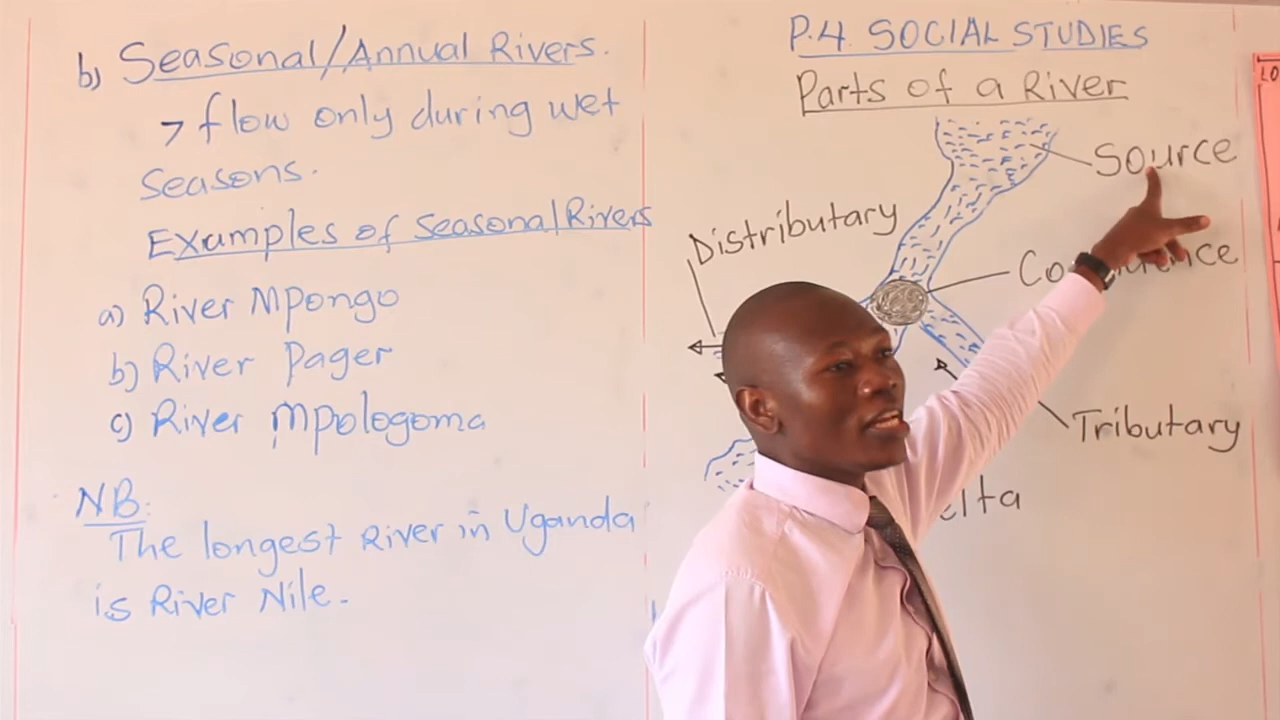 b) Seasonal/Annual Rivers.
> flow only during wet
Seasons.
Examples of Seasonal Rivers
a) River Mpongo
b) River Pager
c) River Mpologoma
NB:
The longest River in Uganda
is River Nile.
P.4 SOCIAL STUDIES
Parts of a River
Source
Distributary
Tributary